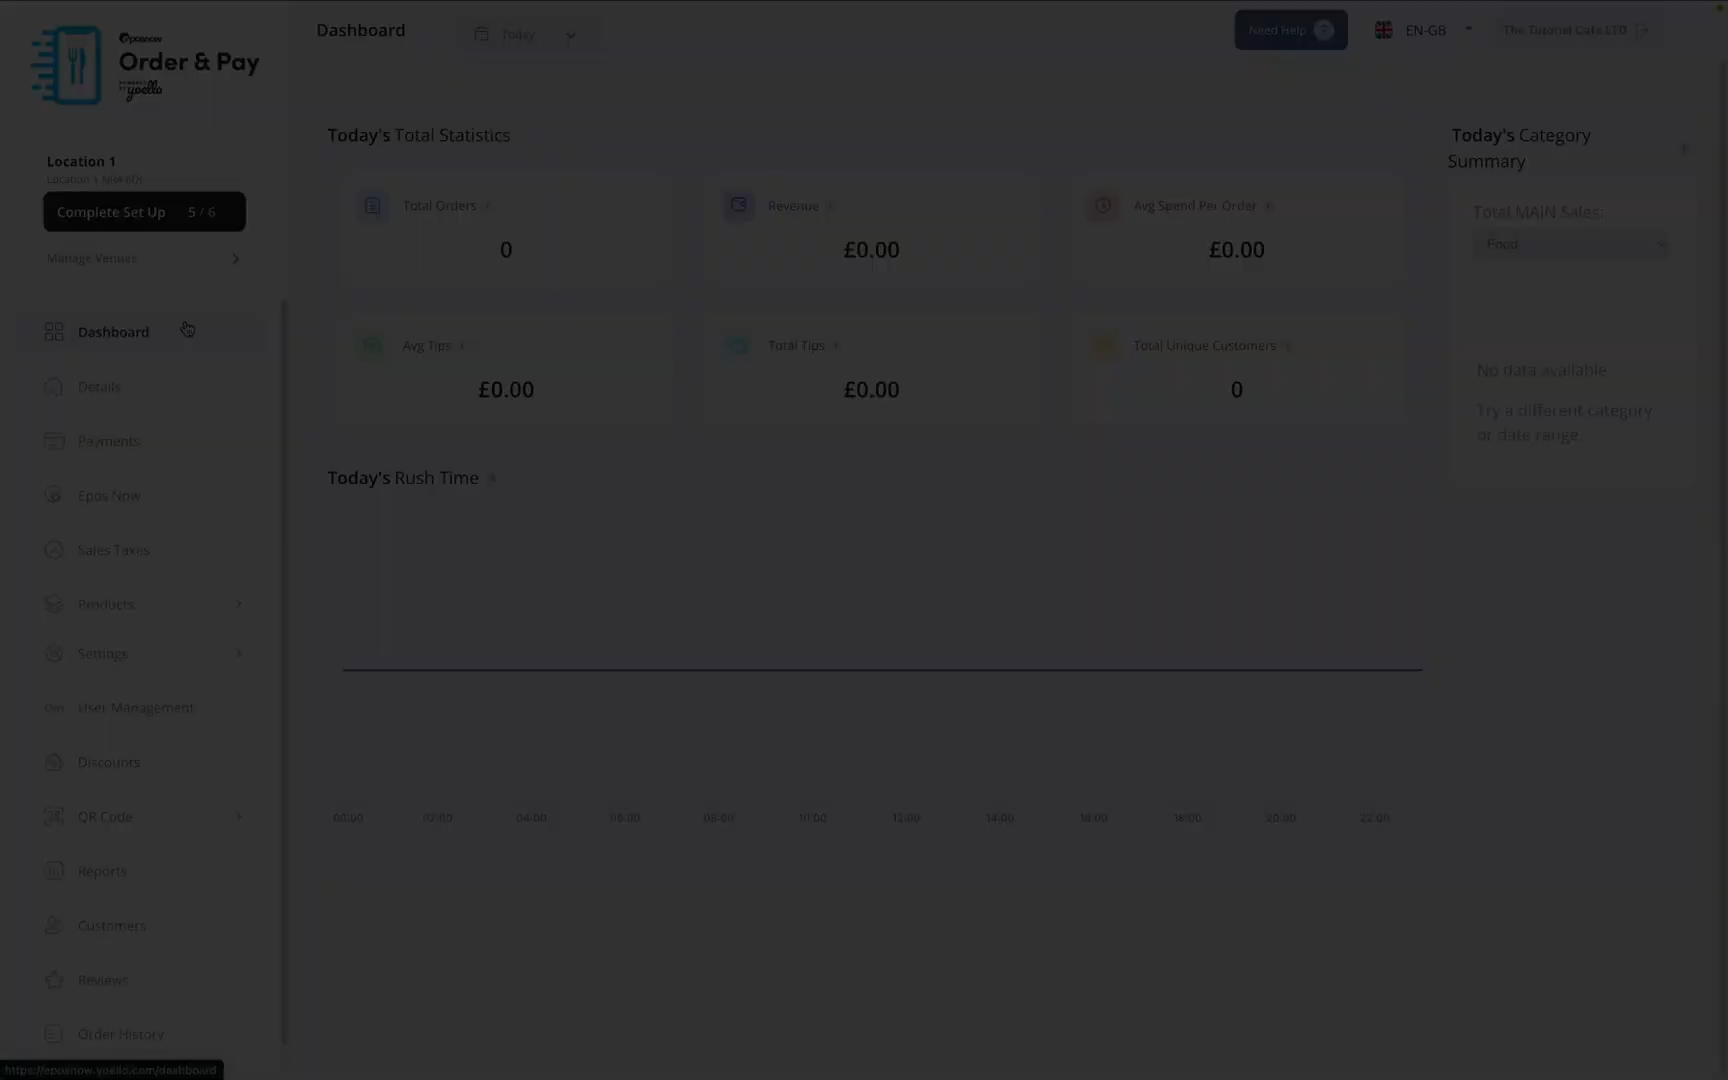 eposnow
Order & Pay
POWERED BY yoello
Location 1
Complete Set Up 5 / 6
Manage Venues
Dashboard
Details
Payments
Epos Now
Sales Taxes
Products
Settings
User Management
Discounts
QR Code
Reports
Customers
Reviews
Order History
https://eposnow.yoello.com/dashboard
Dashboard
Today
Need Help ?
EN-GB
The Tutorial Cafe LTD
Today's Total Statistics
Total Orders
0
Revenue
£0.00
Avg Spend Per Order
£0.00
Avg Tips
£0.00
Total Tips
£0.00
Total Unique Customers
0
Today's Rush Time
00:00 02:00 04:00 06:00 08:00 10:00 12:00 14:00 16:00 18:00 20:00 22:00
Today's Category
Summary
Total MAIN Sales:
Food
No data available
Try a different category
or date range.